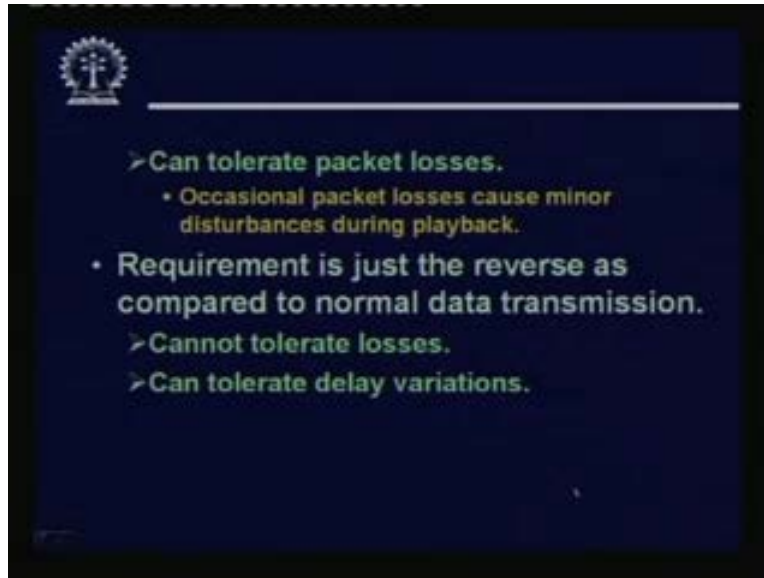 ➢Can tolerate packet losses.
• Occasional packet losses cause minor
disturbances during playback.
• Requirement is just the reverse as
compared to normal data transmission.
➢Cannot tolerate losses.
➢Can tolerate delay variations.